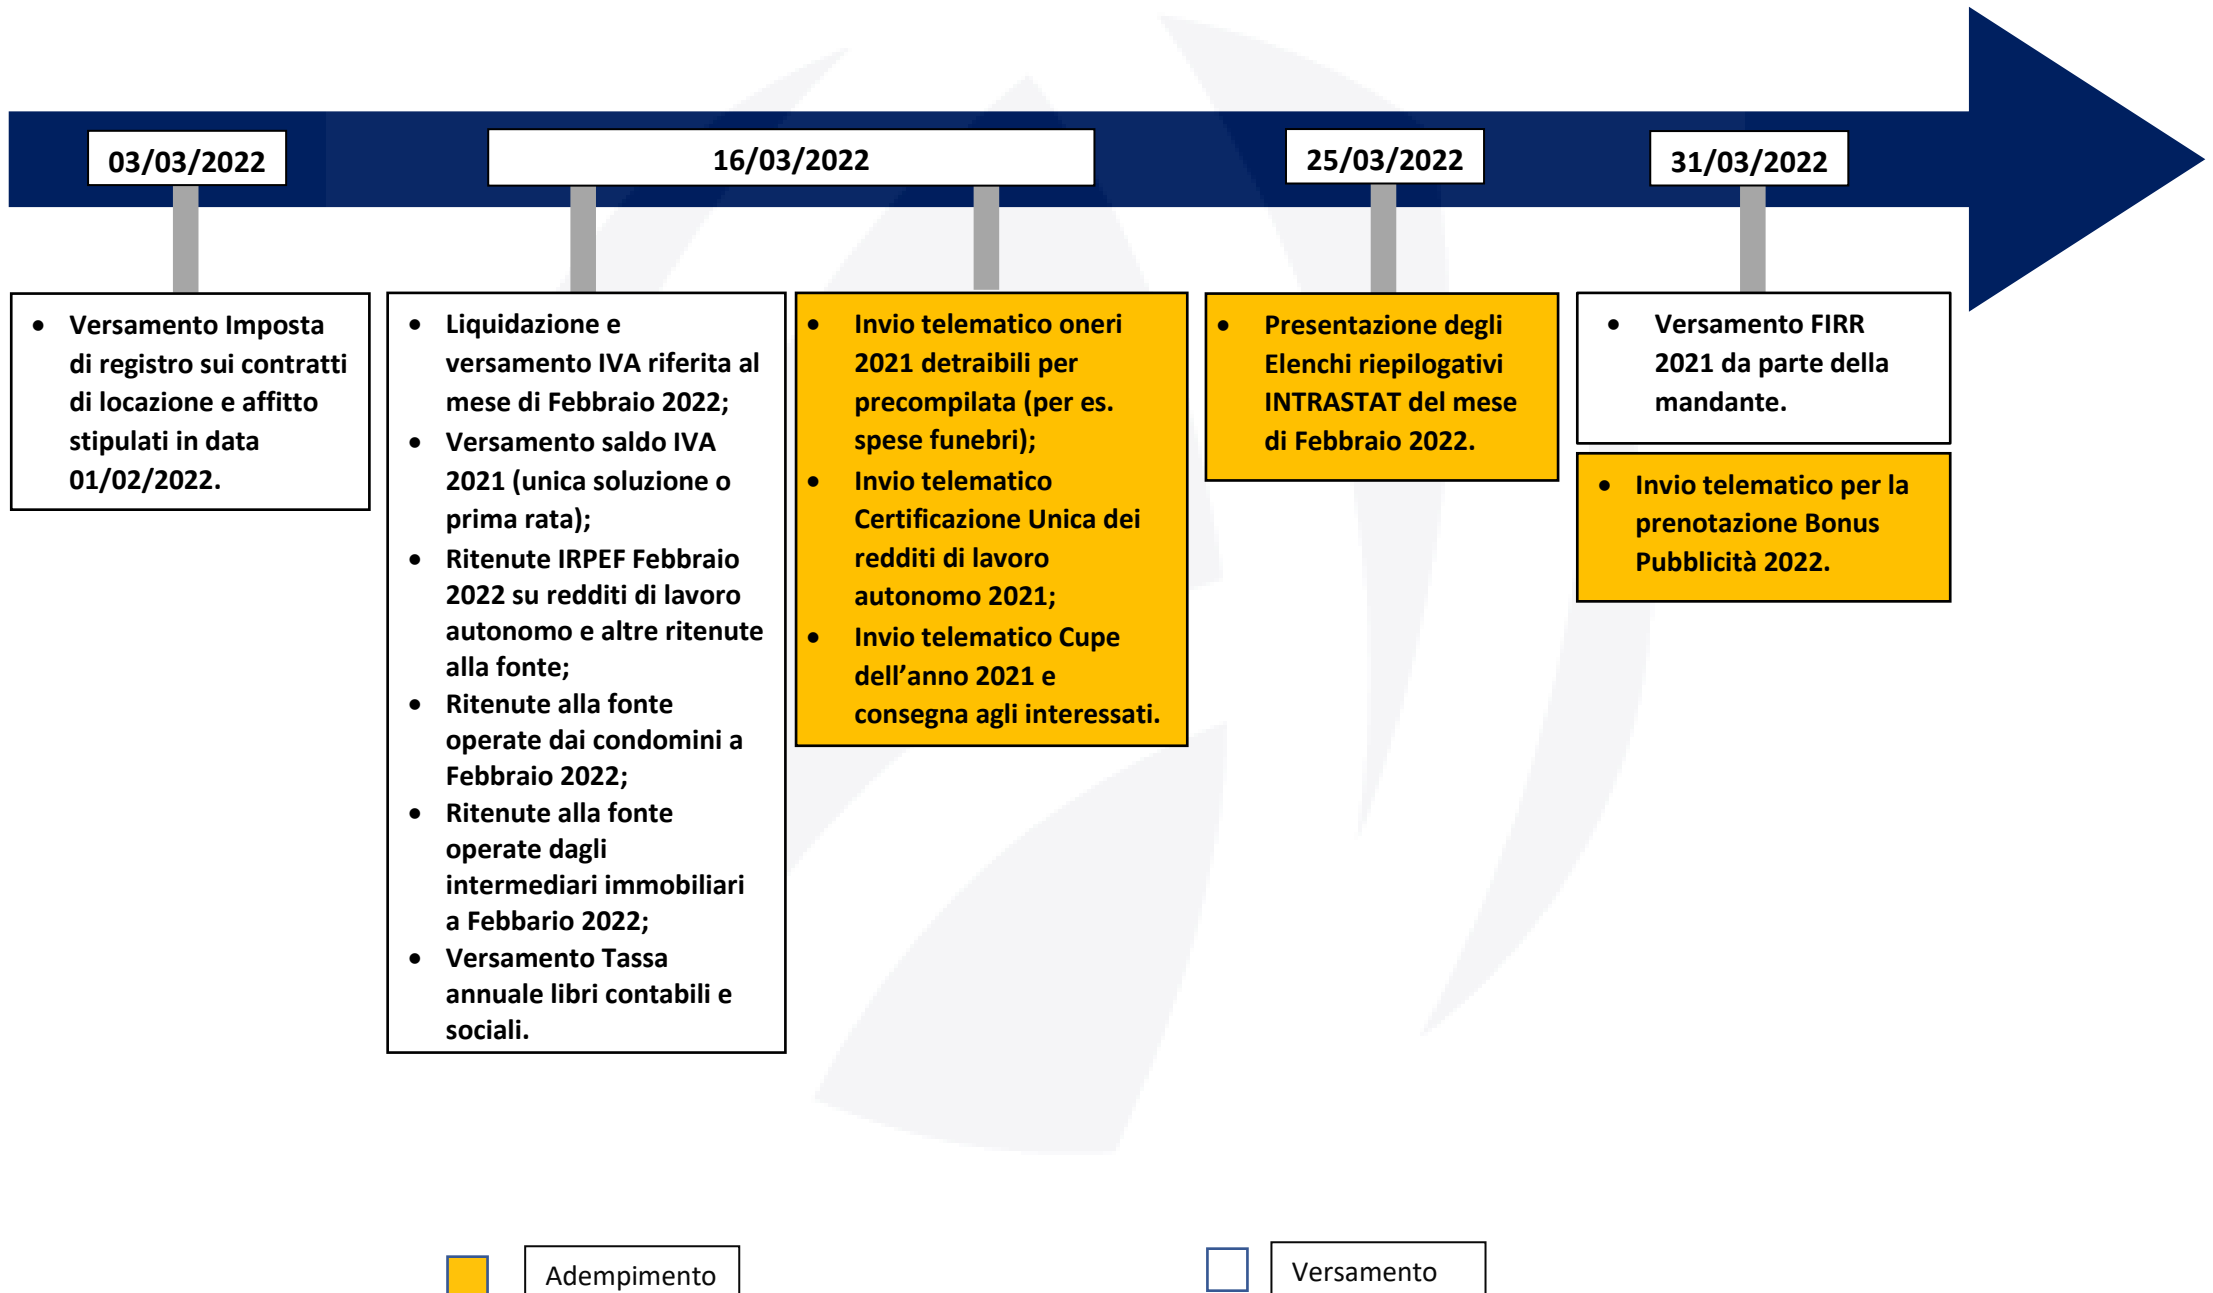 03/03/2022
16/03/2022
25/03/2022
31/03/2022
• Versamento Imposta
di registro sui contratti
di locazione e affitto
stipulati in data
01/02/2022.
• Liquidazione e
versamento IVA riferita al
mese di Febbraio 2022;
• Versamento saldo IVA
2021 (unica soluzione o
prima rata);
• Ritenute IRPEF Febbraio
2022 su redditi di lavoro
autonomo e altre ritenute
alla fonte;
• Ritenute alla fonte
operate dai condomini a
Febbraio 2022;
• Ritenute alla fonte
operate dagli
intermediari immobiliari
a Febbario 2022;
• Versamento Tassa
annuale libri contabili e
sociali.
• Invio telematico oneri
2021 detraibili per
precompilata (per es.
spese funebri);
• Invio telematico
Certificazione Unica dei
redditi di lavoro
autonomo 2021;
• Invio telematico Cupe
dell’anno 2021 e
consegna agli interessati.
• Presentazione degli
Elenchi riepilogativi
INTRASTAT del mese
di Febbraio 2022.
• Versamento FIRR
2021 da parte della
mandante.
• Invio telematico per la
prenotazione Bonus
Pubblicità 2022.
Adempimento
Versamento